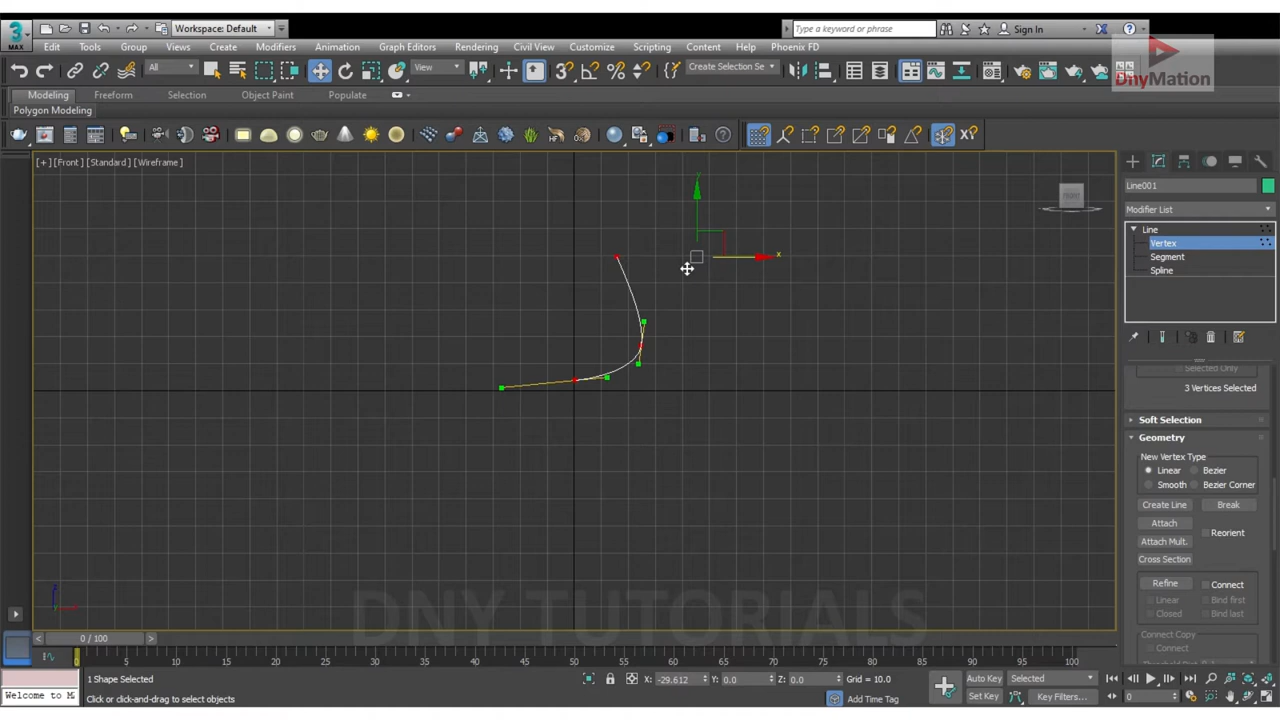 3
MAX
Workspace: Default
Type a keyword or phrase
Sign In
Edit Tools Group Views Create Modifiers Animation Graph Editors Rendering Civil View Customize Scripting Content Help Phoenix FD
DnyMation
All
View
Create Selection Se
Modeling Freeform Selection Object Paint Populate
Polygon Modeling
[+] [Front] [Standard] [Wireframe]
Line001
Modifier List
Line
Vertex
Segment
Spline
x
Selected Only
3 Vertices Selected
Soft Selection
Geometry
New Vertex Type
Linear Bezier
Smooth Bezier Corner
Create Line Break
Attach
Reorient
Attach Mult.
Cross Section
Refine Connect
Linear Bind first
Closed Bind last
Connect Copy
Connect
DNY TUTORIALS
0 / 100
0 5 10 15 20 25 30 35 40 45 50 55 60 65 70 75 80 85 90 95 100
1 Shape Selected
X: -29.612 Y: 0.0 Z: 0.0 Grid = 10.0
Auto Key Selected
Welcome to M
Click or click-and-drag to select objects
Add Time Tag
Set Key Key Filters...
0